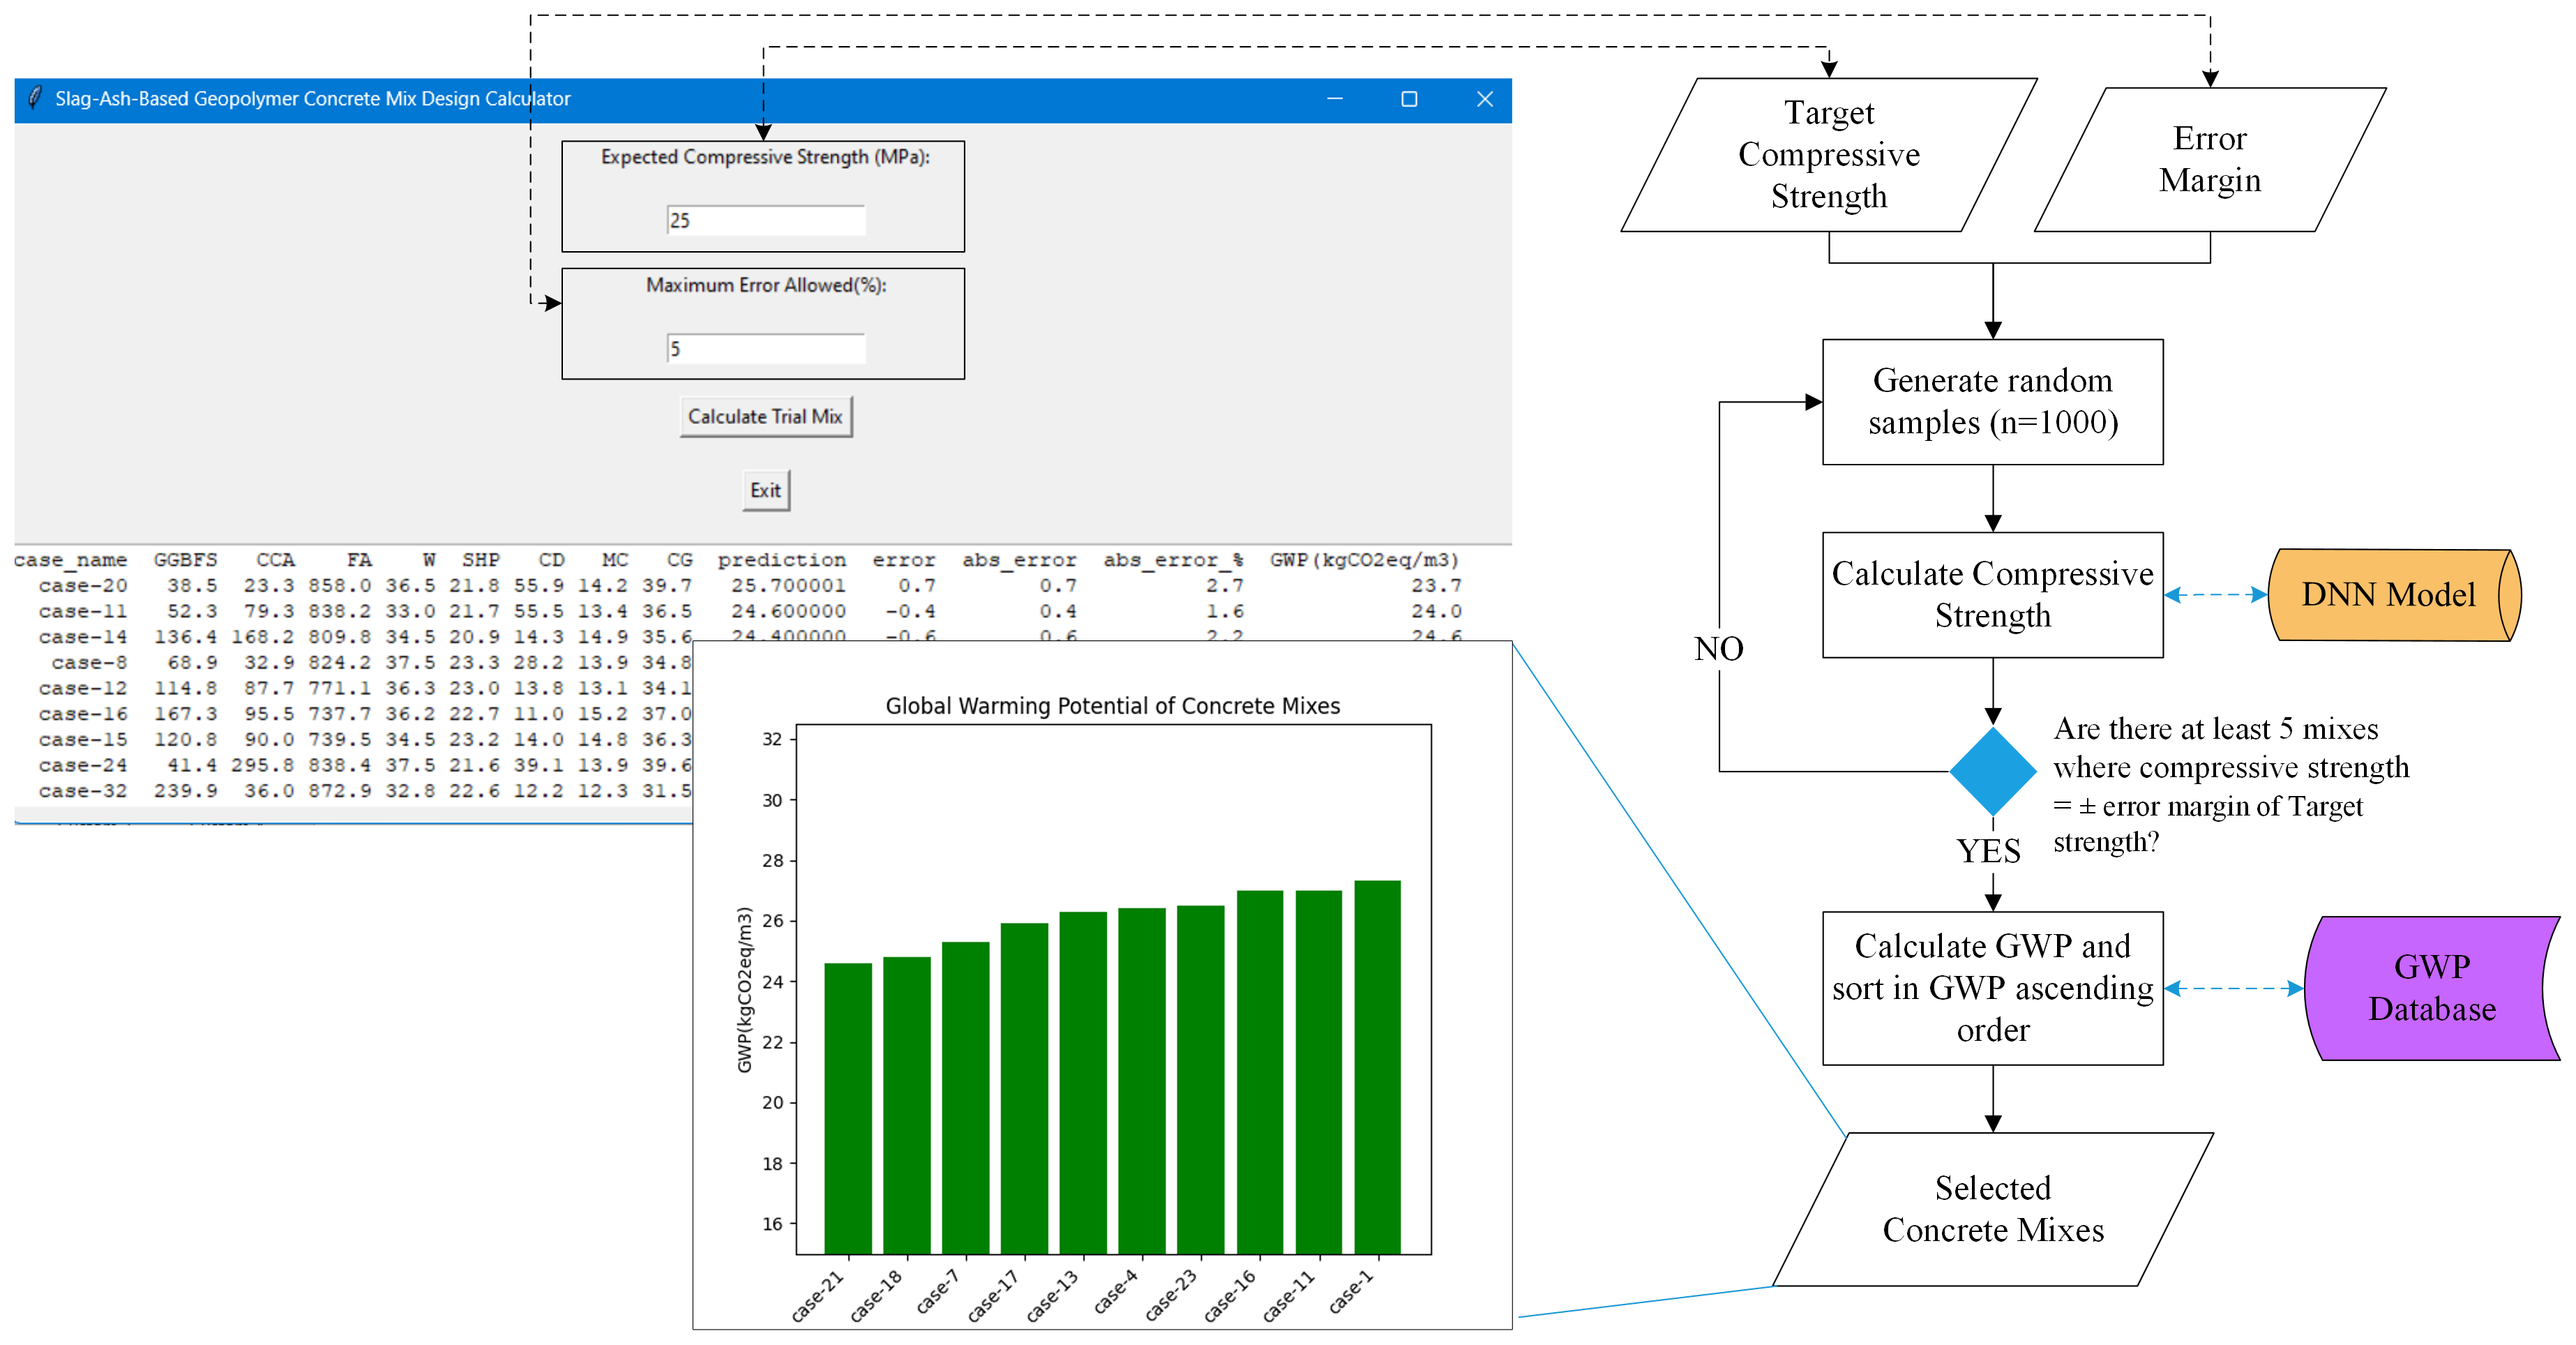 Slag-Ash-Based Geopolymer Concrete Mix Design Calculator
Expected Compressive Strength (MPa):
25
Maximum Error Allowed(%):
5
Calculate Trial Mix
Exit
case_name GGBFS CCA FA W SHP CD MC CG prediction error abs_error abs_error_% GWP(kgCO2eq/m3)
case-20 38.5 23.3 858.0 36.5 21.8 55.9 14.2 39.7 25.700001 0.7 0.7 2.7 23.7
case-11 52.3 79.3 838.2 33.0 21.7 55.5 13.4 36.5 24.600000 -0.4 0.4 1.6 24.0
case-14 136.4 168.2 809.8 34.5 20.9 14.3 14.9 35.6 24.400000 -0.6 0.6 2.2 24.6
case-8 68.9 32.9 824.2 37.5 23.3 28.2 13.9 34.8
case-12 114.8 87.7 771.1 36.3 23.0 13.8 13.1 34.1
case-16 167.3 95.5 737.7 36.2 22.7 11.0 15.2 37.0
case-15 120.8 90.0 739.5 34.5 23.2 14.0 14.8 36.3
case-24 41.4 295.8 838.4 37.5 21.6 39.1 13.9 39.6
case-32 239.9 36.0 872.9 32.8 22.6 12.2 12.3 31.5
Global Warming Potential of Concrete Mixes
GWP(kgCO2eq/m3)
32
30
28
26
24
22
20
18
16
case-21
case-18
case-7
case-17
case-13
case-4
case-23
case-16
case-11
case-1
Target
Compressive
Strength
Error
Margin
Generate random
samples (n=1000)
Calculate Compressive
Strength
DNN Model
NO
Are there at least 5 mixes
where compressive strength
= ± error margin of Target
strength?
YES
Calculate GWP and
sort in GWP ascending
order
GWP
Database
Selected
Concrete Mixes